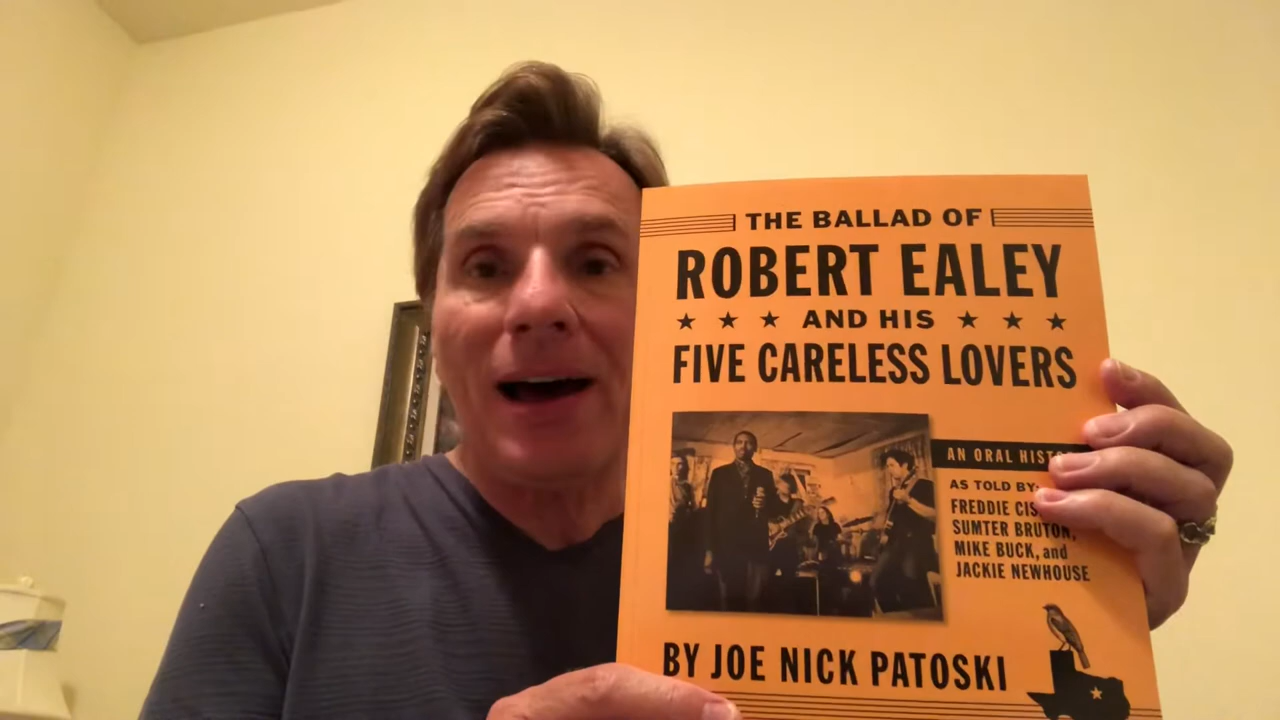 THE BALLAD OF
ROBERT EALEY
AND HIS
FIVE CARELESS LOVERS
AN ORAL
AS TOLD BY:
FREDDIE
SUMTER BRUTON,
MIKE BUCK, and
JACKIE NEWHOUSE
BY JOE NICK PATOSKI